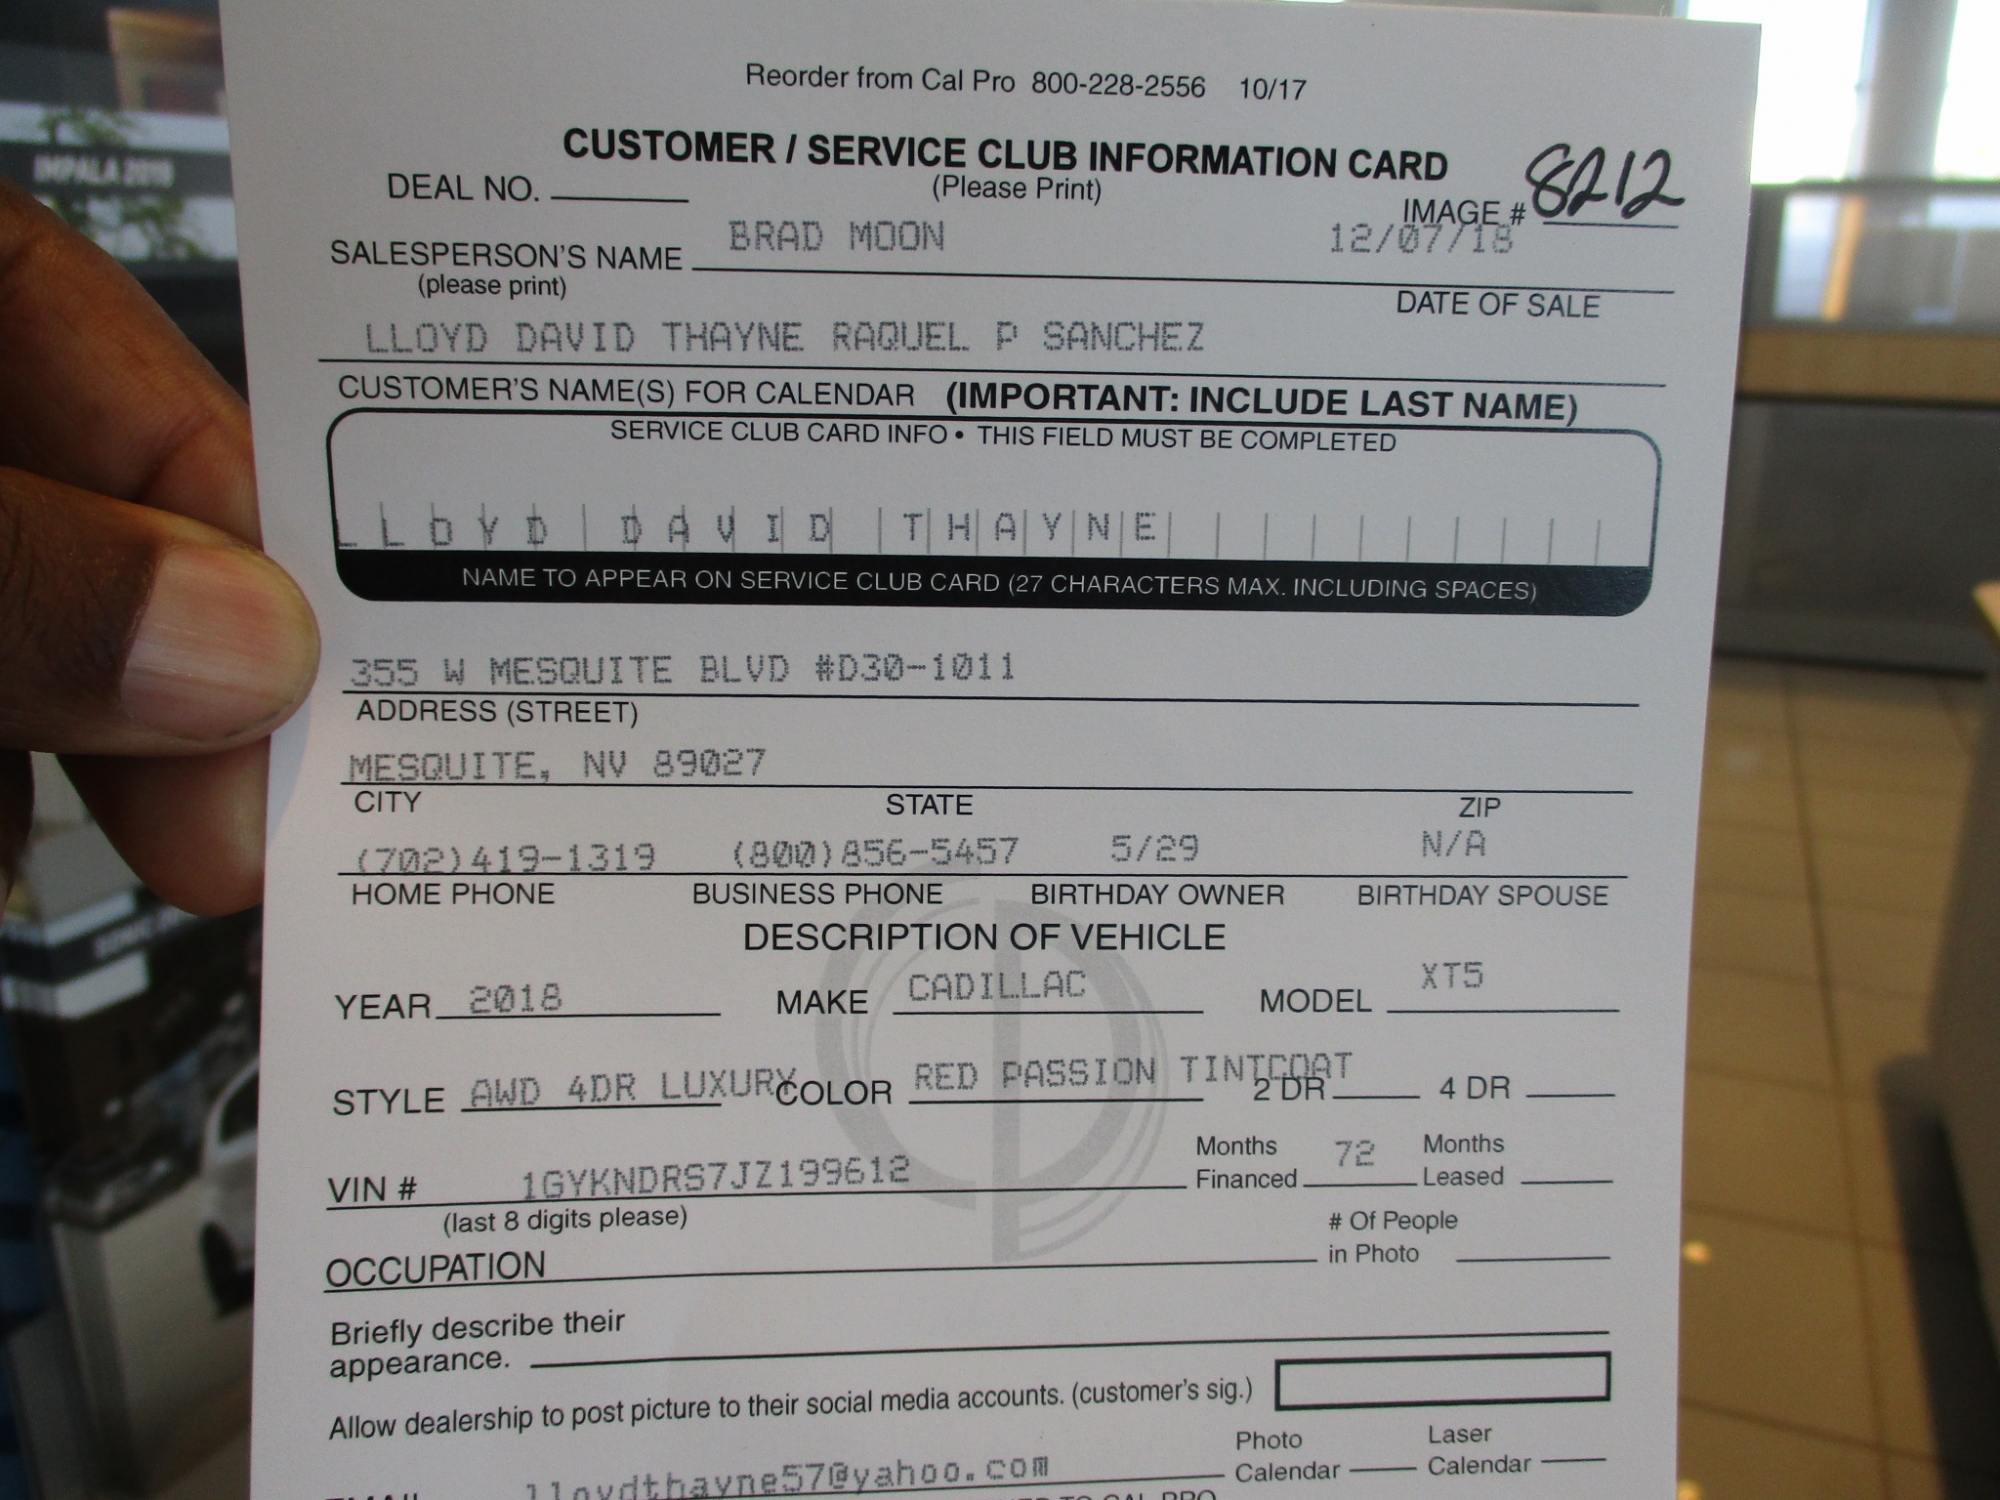 IMPALA 2019
Reorder from Cal Pro 800-228-2556 10/17
CUSTOMER / SERVICE CLUB INFORMATION CARD
(Please Print)
DEAL NO.
IMAGE # 8212
SALESPERSON'S NAME BRAD MOON 12/07/18
(please print) DATE OF SALE
LLOYD DAVID THAYNE RAQUEL P SANCHEZ
CUSTOMER'S NAME(S) FOR CALENDAR (IMPORTANT: INCLUDE LAST NAME)
SERVICE CLUB CARD INFO • THIS FIELD MUST BE COMPLETED
LLOYD DAVID THAYNE
NAME TO APPEAR ON SERVICE CLUB CARD (27 CHARACTERS MAX. INCLUDING SPACES)
355 W MESQUITE BLVD #D30-1011
ADDRESS (STREET)
MESQUITE, NV 89027
CITY STATE ZIP
(702)419-1319 (800)856-5457 5/29 N/A
HOME PHONE BUSINESS PHONE BIRTHDAY OWNER BIRTHDAY SPOUSE
DESCRIPTION OF VEHICLE
YEAR 2018 MAKE CADILLAC MODEL XT5
STYLE AWD 4DR LUXURY COLOR RED PASSION TINTCOAT 2 DR 4 DR
VIN # 1GYKNDRS7JZ199612 Months Financed 72 Months Leased
(last 8 digits please)
OCCUPATION # Of People in Photo
Briefly describe their
appearance.
Allow dealership to post picture to their social media accounts. (customer's sig.)
Photo Calendar Laser Calendar
EMAIL lloydthayne57@yahoo.com